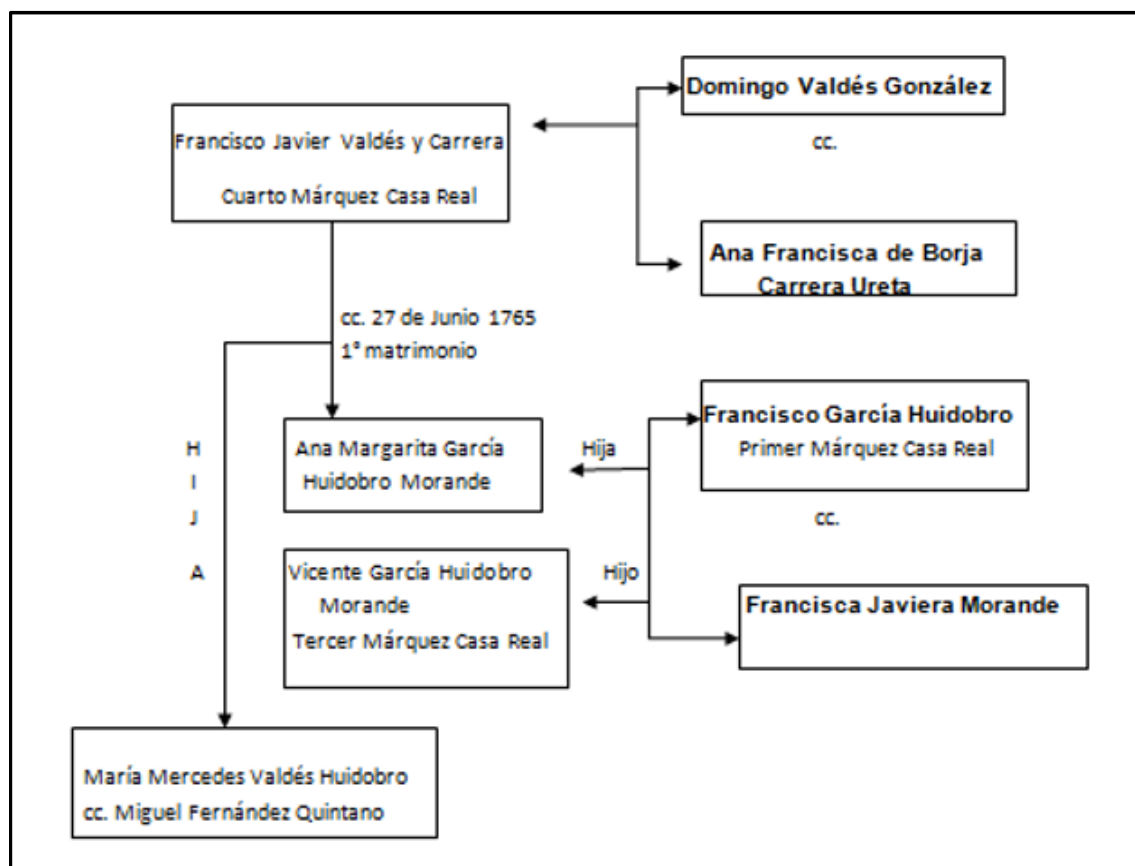 Domingo Valdés González
Francisco Javier Valdés y Carrera
cc.
Cuarto Márquez Casa Real
Ana Francisca de Borja
Carrera Ureta
cc. 27 de Junio 1765
1° matrimonio
Francisco García Huidobro
Primer Márquez Casa Real
H
I
J
A
Ana Margarita García
Huidobro Morande
Hija
cc.
Vicente García Huidobro
Morande
Tercer Márquez Casa Real
Hijo
Francisca Javiera Morande
María Mercedes Valdés Huidobro
cc. Miguel Fernández Quintano